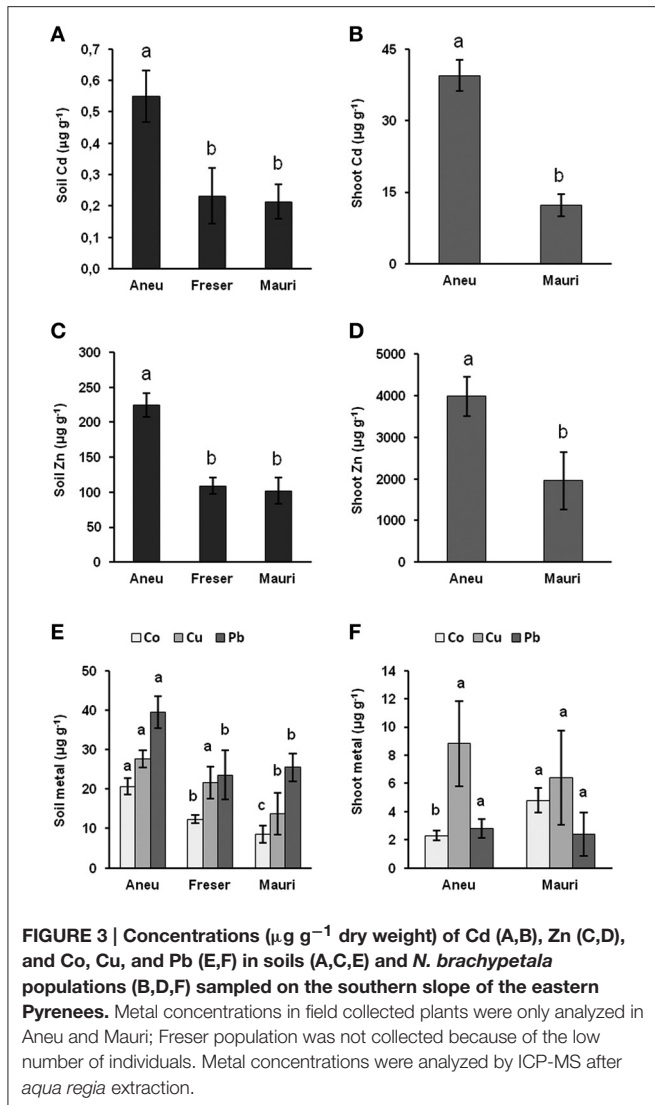 A
0,7
0,6
0,5
0,4
0,3
0,2
0,1
0,0
Soil Cd (µg g-1)
a
b
b
Aneu Freser Mauri
B
45
30
15
0
Shoot Cd (µg g-1)
a
b
Aneu Mauri
C
300
250
200
150
100
50
0
Soil Zn (µg g-1)
a
b
b
Aneu Freser Mauri
D
5000
4000
3000
2000
1000
0
Shoot Zn (µg g-1)
a
b
Aneu Mauri
E
Co Cu Pb
50
40
30
20
10
0
Soil metal (µg g-1)
a a a
b a b
c b b
Aneu Freser Mauri
F
Co Cu Pb
14
12
10
8
6
4
2
0
Shoot metal (µg g-1)
b a a
a a a
Aneu Mauri
FIGURE 3 | Concentrations (µg g−1 dry weight) of Cd (A,B), Zn (C,D),
and Co, Cu, and Pb (E,F) in soils (A,C,E) and N. brachypetala
populations (B,D,F) sampled on the southern slope of the eastern
Pyrenees. Metal concentrations in field collected plants were only analyzed in
Aneu and Mauri; Freser population was not collected because of the low
number of individuals. Metal concentrations were analyzed by ICP-MS after
aqua regia extraction.